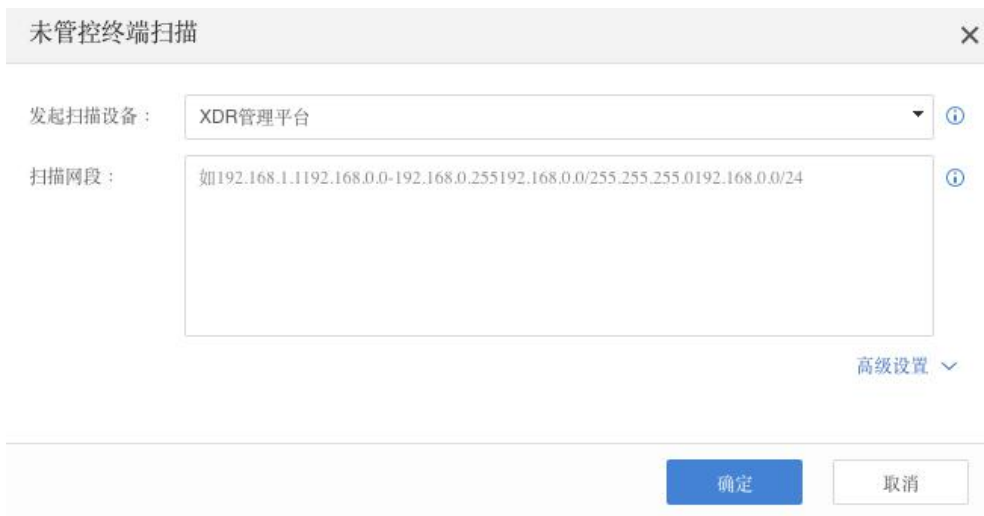 未管控终端扫描
发起扫描设备：
XDR管理平台
扫描网段：
如192.168.1.1192.168.0.0-192.168.0.255192.168.0.0/255.255.255.0192.168.0.0/24
高级设置
确定
取消